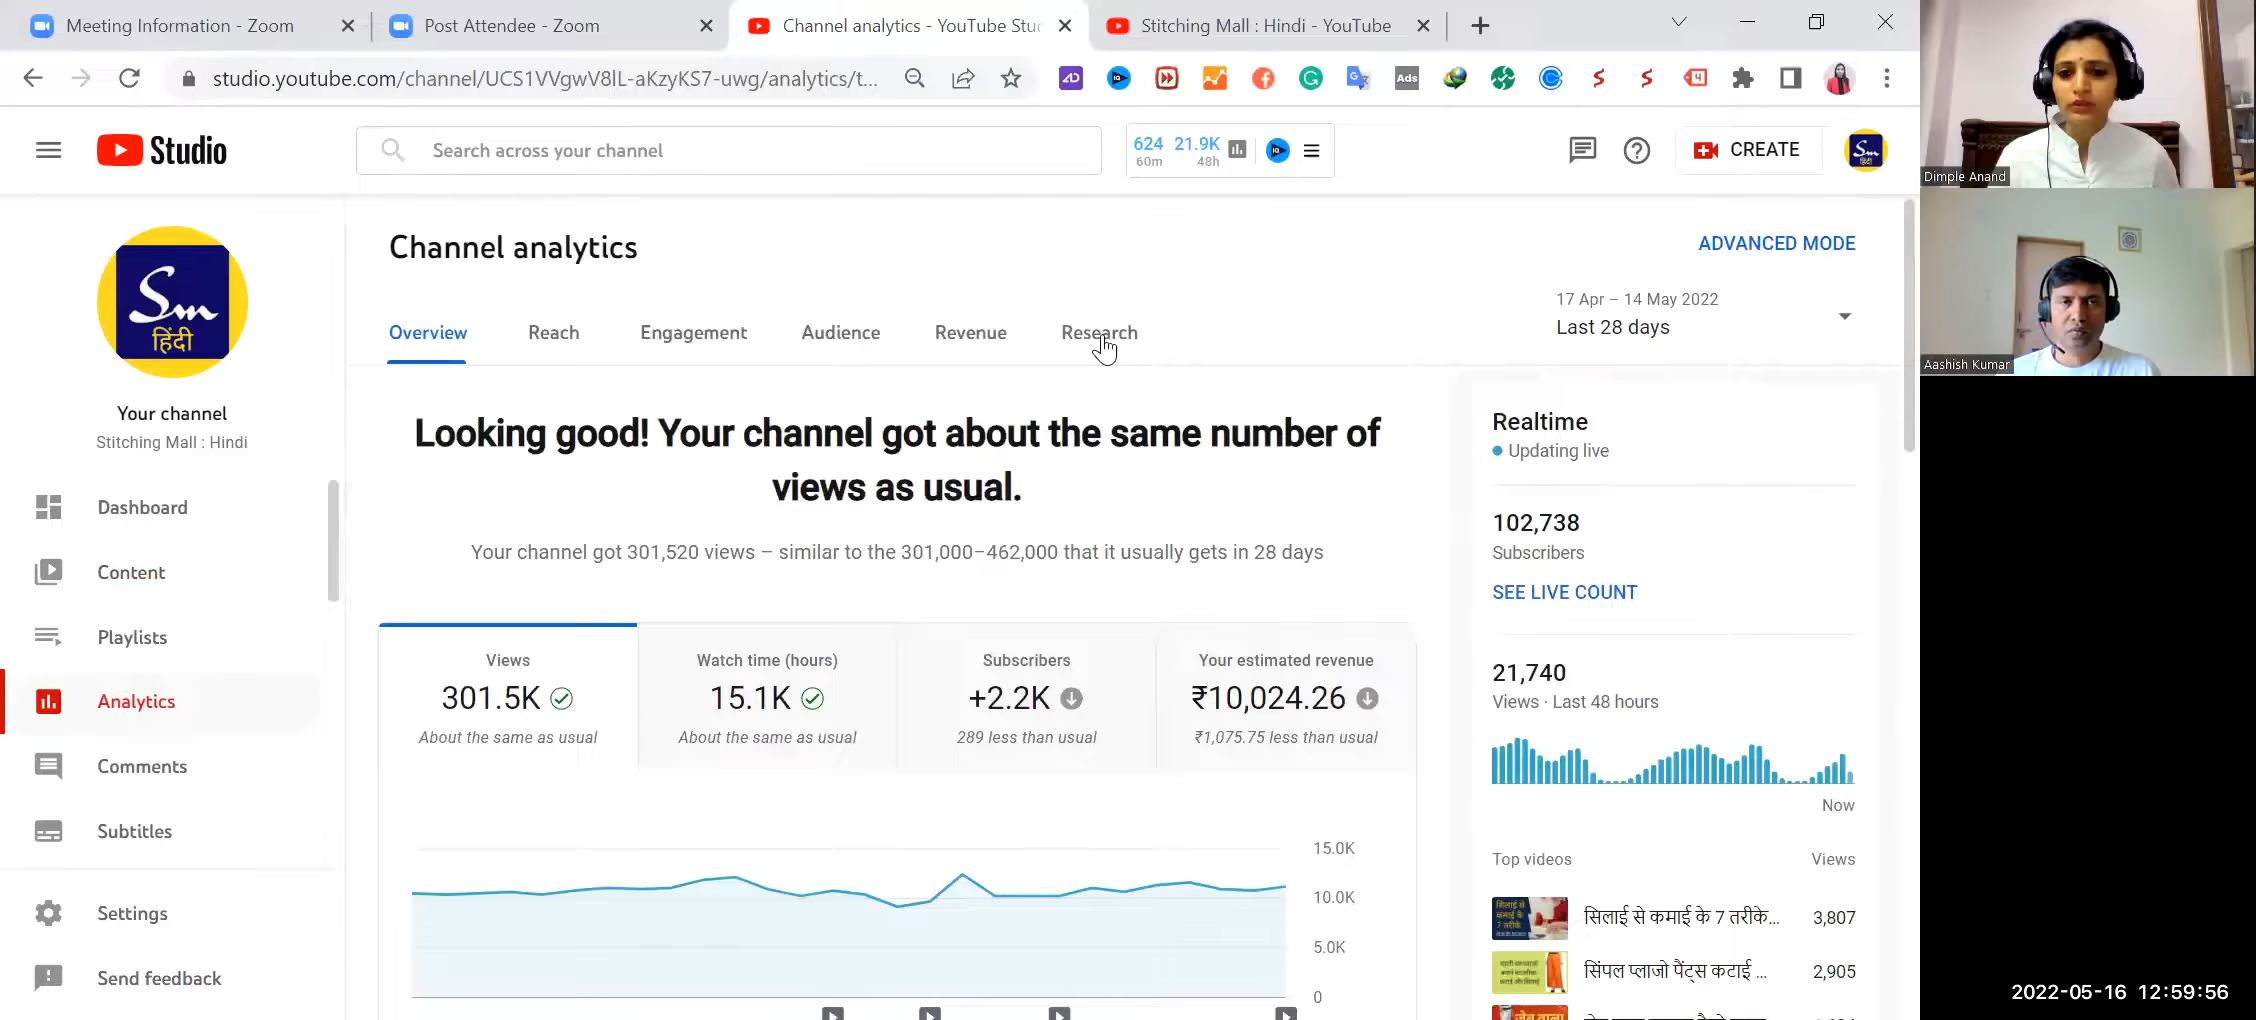 Meeting Information - Zoom
Post Attendee - Zoom
Channel analytics - YouTube Stu
Stitching Mall : Hindi - YouTube
studio.youtube.com/channel/UCS1VVgwV8lL-aKzyKS7-uwg/analytics/t...
Ads
Studio
Search across your channel
624 21.9K
60m 48h
CREATE
Sm
हिंदी
Dimple Anand
Aashish Kumar
Sm
हिंदी
Your channel
Stitching Mall : Hindi
Dashboard
Content
Playlists
Analytics
Comments
Subtitles
Settings
Send feedback
Channel analytics
ADVANCED MODE
Overview
Reach
Engagement
Audience
Revenue
Research
17 Apr – 14 May 2022
Last 28 days
Looking good! Your channel got about the same number of
views as usual.
Your channel got 301,520 views – similar to the 301,000–462,000 that it usually gets in 28 days
Views
301.5K
About the same as usual
Watch time (hours)
15.1K
About the same as usual
Subscribers
+2.2K
289 less than usual
Your estimated revenue
₹10,024.26
₹1,075.75 less than usual
15.0K
10.0K
5.0K
0
Realtime
Updating live
102,738
Subscribers
SEE LIVE COUNT
21,740
Views · Last 48 hours
Now
Top videos
Views
सिलाई से
कमाई के
7 तरीके
सिलाई से कमाई के 7 तरीके...
3,807
सिंपल प्लाजो पैंट्स कटाई ...
2,905
2022-05-16 12:59:56